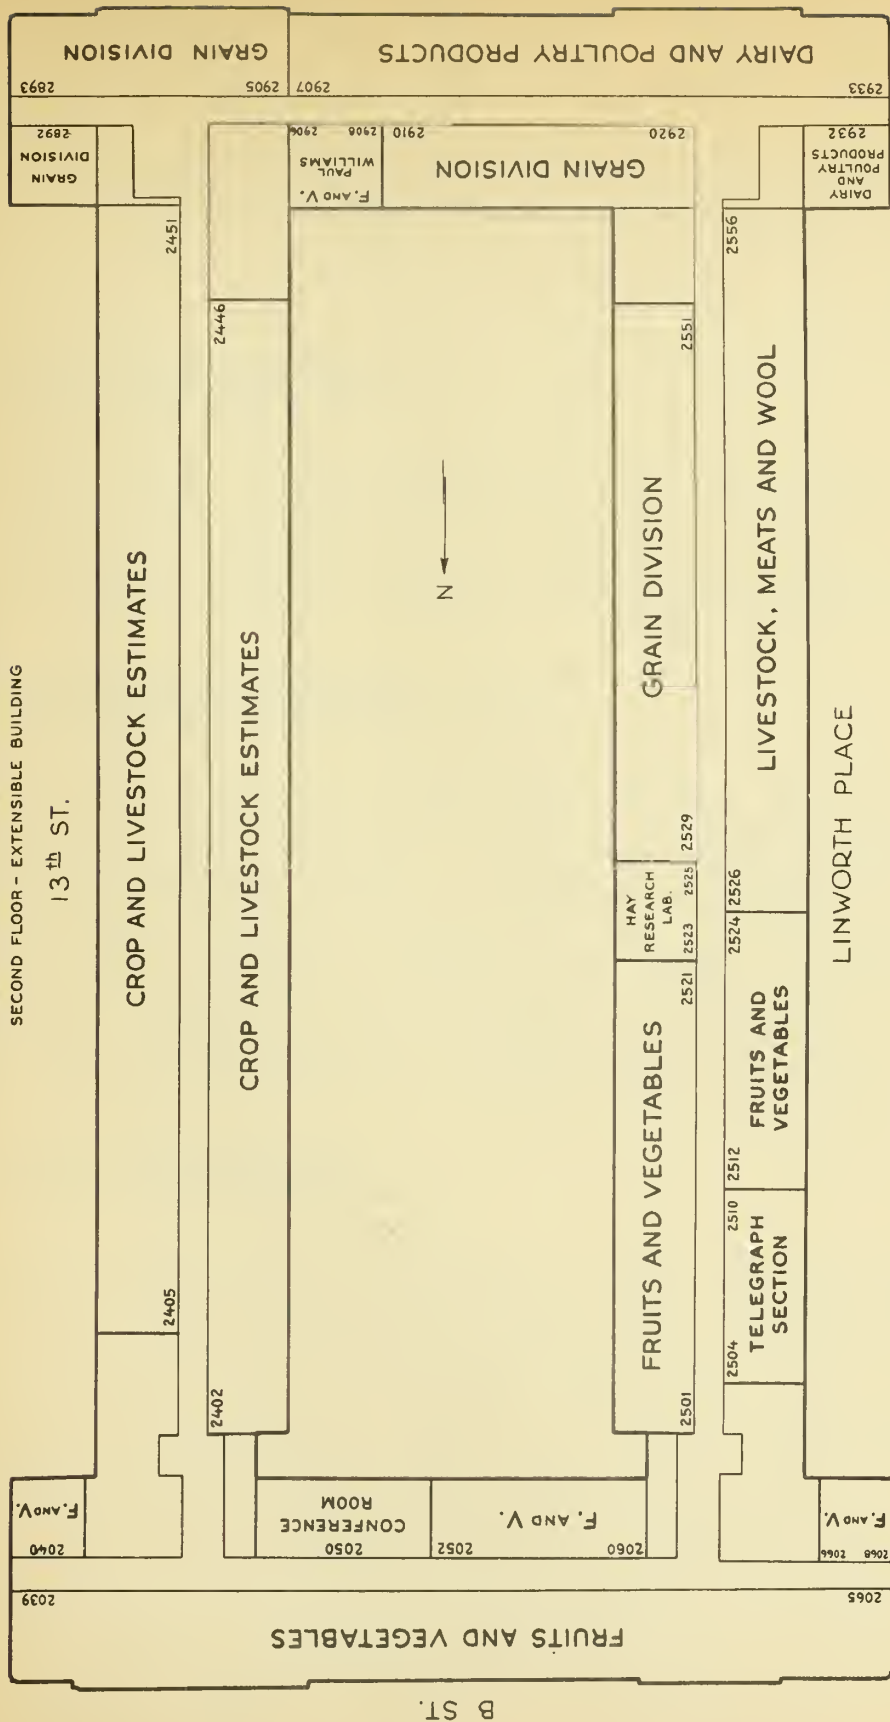 SECOND FLOOR - EXTENSIBLE BUILDING
13th ST.
GRAIN DIVISION
2893
2905
DAIRY AND POULTRY PRODUCTS
2907
2933
2892
GRAIN
DIVISION
2906
2908
PAUL
WILLIAMS
F. AND V.
2910
2920
GRAIN DIVISION
2932
DAIRY
AND
POULTRY
PRODUCTS
2451
CROP AND LIVESTOCK ESTIMATES
2405
2446
CROP AND LIVESTOCK ESTIMATES
2402
N
2551
GRAIN DIVISION
2529
HAY
RESEARCH
LAB.
2523
2525
2521
FRUITS AND VEGETABLES
2501
2556
LIVESTOCK, MEATS AND WOOL
2526
2524
FRUITS AND
VEGETABLES
2512
2510
TELEGRAPH
SECTION
2504
LINWORTH PLACE
F. AND V.
2040
CONFERENCE
ROOM
2050
F. AND V.
2052
2060
F. AND V.
2066
2068
2039
2065
FRUITS AND VEGETABLES
B ST.